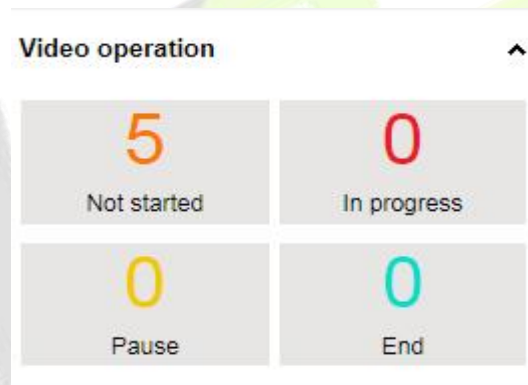 Video operation
5 0
Not started In progress
0 0
Pause End